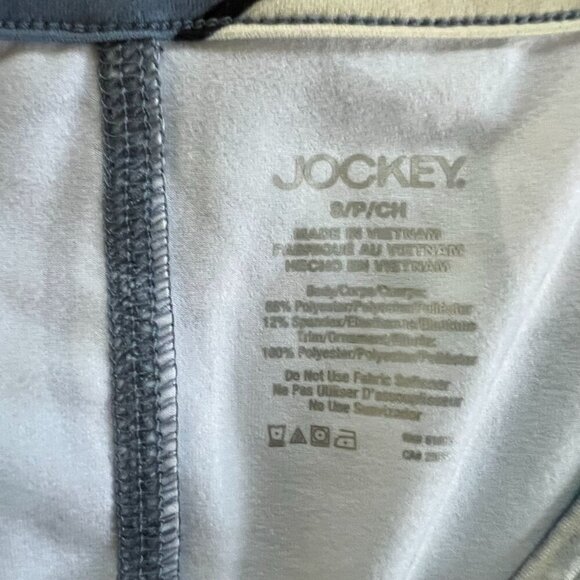 JOCKEY.
S/P/CH
MADE IN VIETNAM
FABRIQUÉ AU VIETNAM
HECHO EN VIETNAM
Body/Corps/Cuerpo:
88% Polyester/Polyester/Poliéster
12% Spandex/Élasthanne/Elastano
Trim/Ornement/
100% Polyester/Polyester/Poliéster
Do Not Use Fabric Softener
Ne Pas Utiliser D'assouplisseur
No Use Suavizador